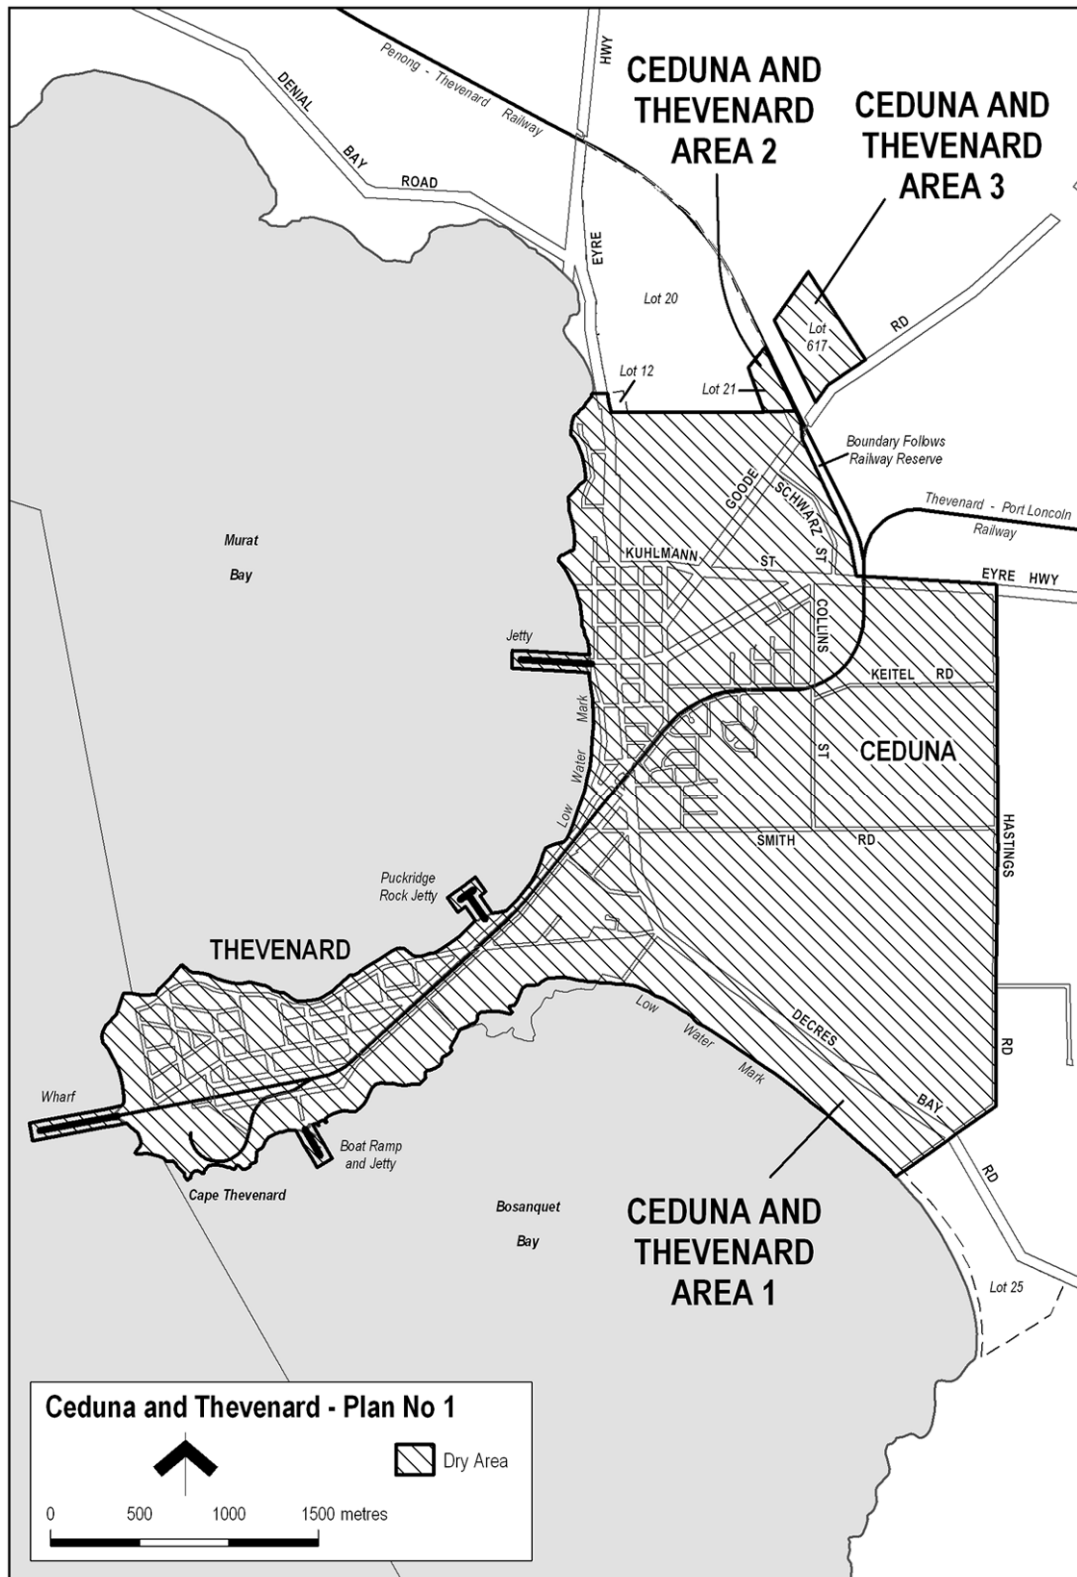 HWY
Penong - Thevenard Railway
DENIAL BAY ROAD
CEDUNA AND
THEVENARD
AREA 2
CEDUNA AND
THEVENARD
AREA 3
EYRE
Lot 20
Lot
617
RD
Lot 12
Lot 21
Boundary Follows
Railway Reserve
GOODE
SCHWARZ ST
Thevenard - Port Loncoln
Railway
Murat
Bay
KUHLMANN ST
EYRE HWY
COLLINS
Jetty
KEITEL RD
Low Water Mark
ST
CEDUNA
SMITH RD
HASTINGS
Puckridge
Rock Jetty
THEVENARD
Low Water Mark
DECRES BAY RD
RD
Wharf
Boat Ramp
and Jetty
Cape Thevenard
Bosanquet
Bay
CEDUNA AND
THEVENARD
AREA 1
Lot 25
Ceduna and Thevenard - Plan No 1
Dry Area
0 500 1000 1500 metres